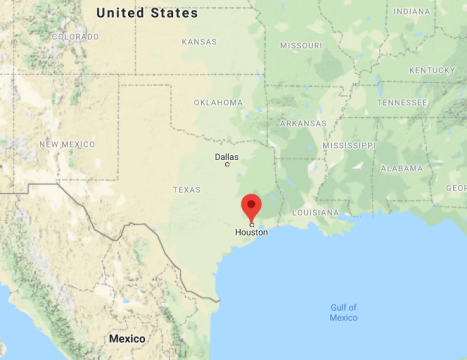 United States
INDIANA
COLORADO
KANSAS
MISSOURI
KENTUCKY
OKLAHOMA
TENNESSEE
ARKANSAS
NEW MEXICO
MISSISSIPPI
Dallas
ALABAMA
TEXAS
GEOR
LOUISIANA
Houston
Gulf of
Mexico
Mexico